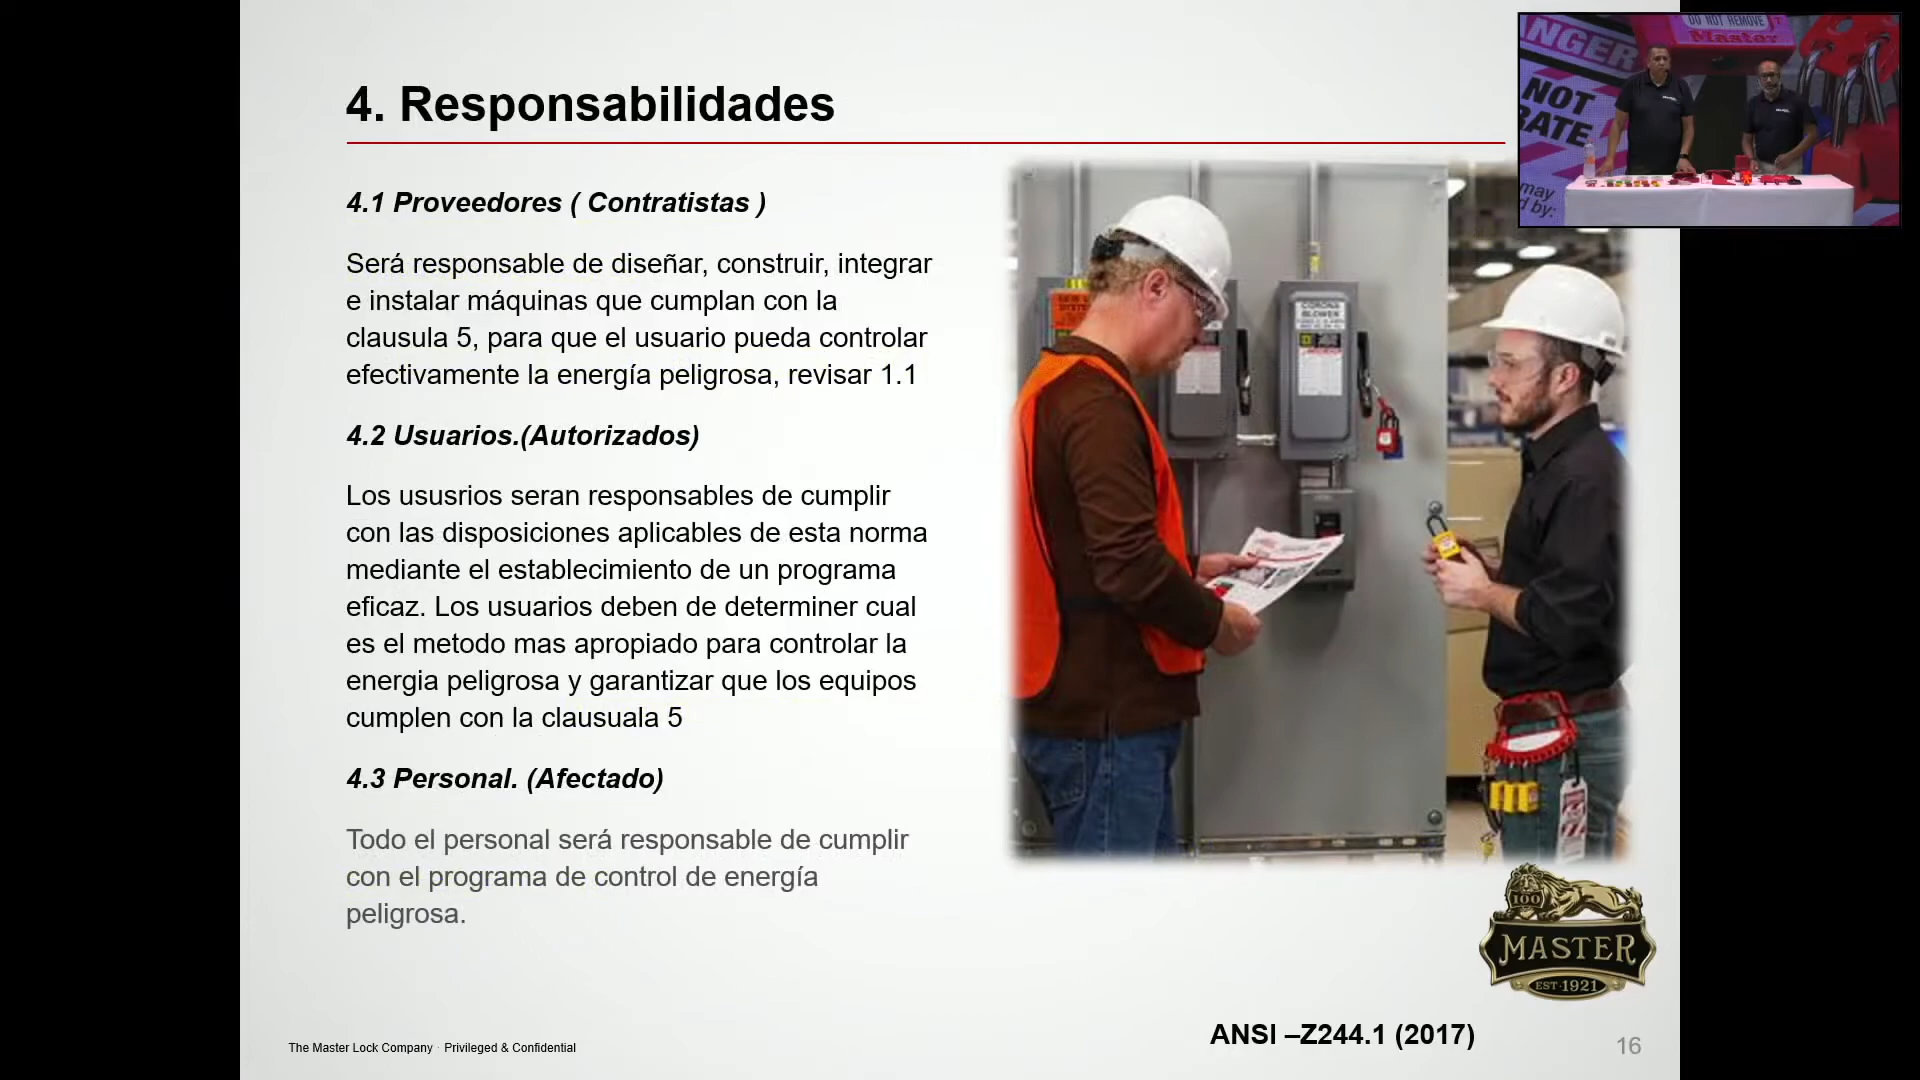 4. Responsabilidades
4.1 Proveedores ( Contratistas )
Será responsable de diseñar, construir, integrar
e instalar máquinas que cumplan con la
clausula 5, para que el usuario pueda controlar
efectivamente la energía peligrosa, revisar 1.1
4.2 Usuarios.(Autorizados)
Los ususrios seran responsables de cumplir
con las disposiciones aplicables de esta norma
mediante el establecimiento de un programa
eficaz. Los usuarios deben de determiner cual
es el metodo mas apropiado para controlar la
energia peligrosa y garantizar que los equipos
cumplen con la clausuala 5
4.3 Personal. (Afectado)
Todo el personal será responsable de cumplir
con el programa de control de energía
peligrosa.
CORONA
BLOWER
DO NOT REMOVE
Master
NGER
NOT
RATE
may
d by:
100
MASTER
EST 1921
The Master Lock Company · Privileged & Confidential
ANSI –Z244.1 (2017)
16